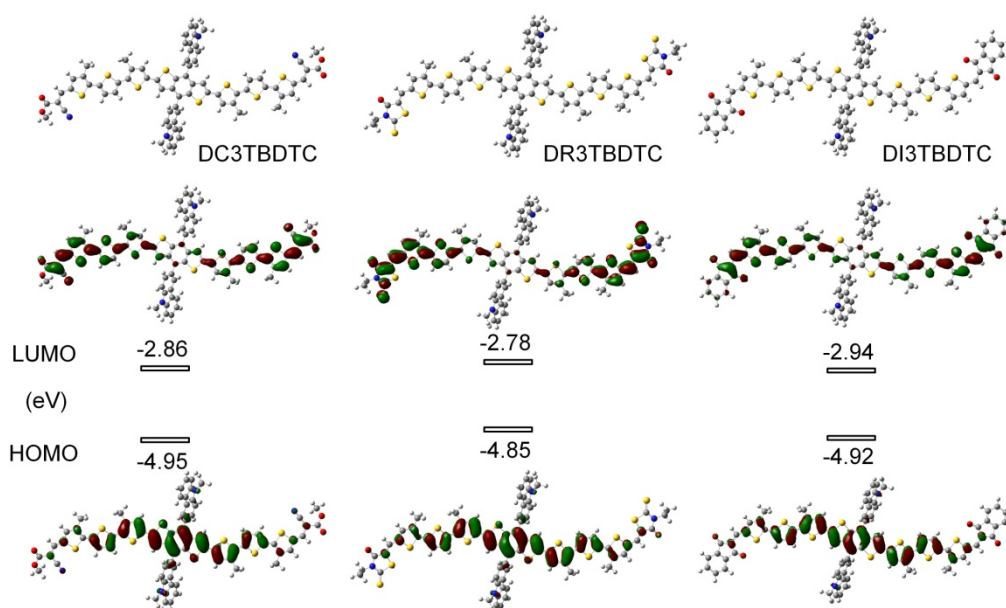 DC3TBDTC DR3TBDTC DI3TBDTC
LUMO -2.86 -2.78 -2.94
(eV)
HOMO -4.95 -4.85 -4.92